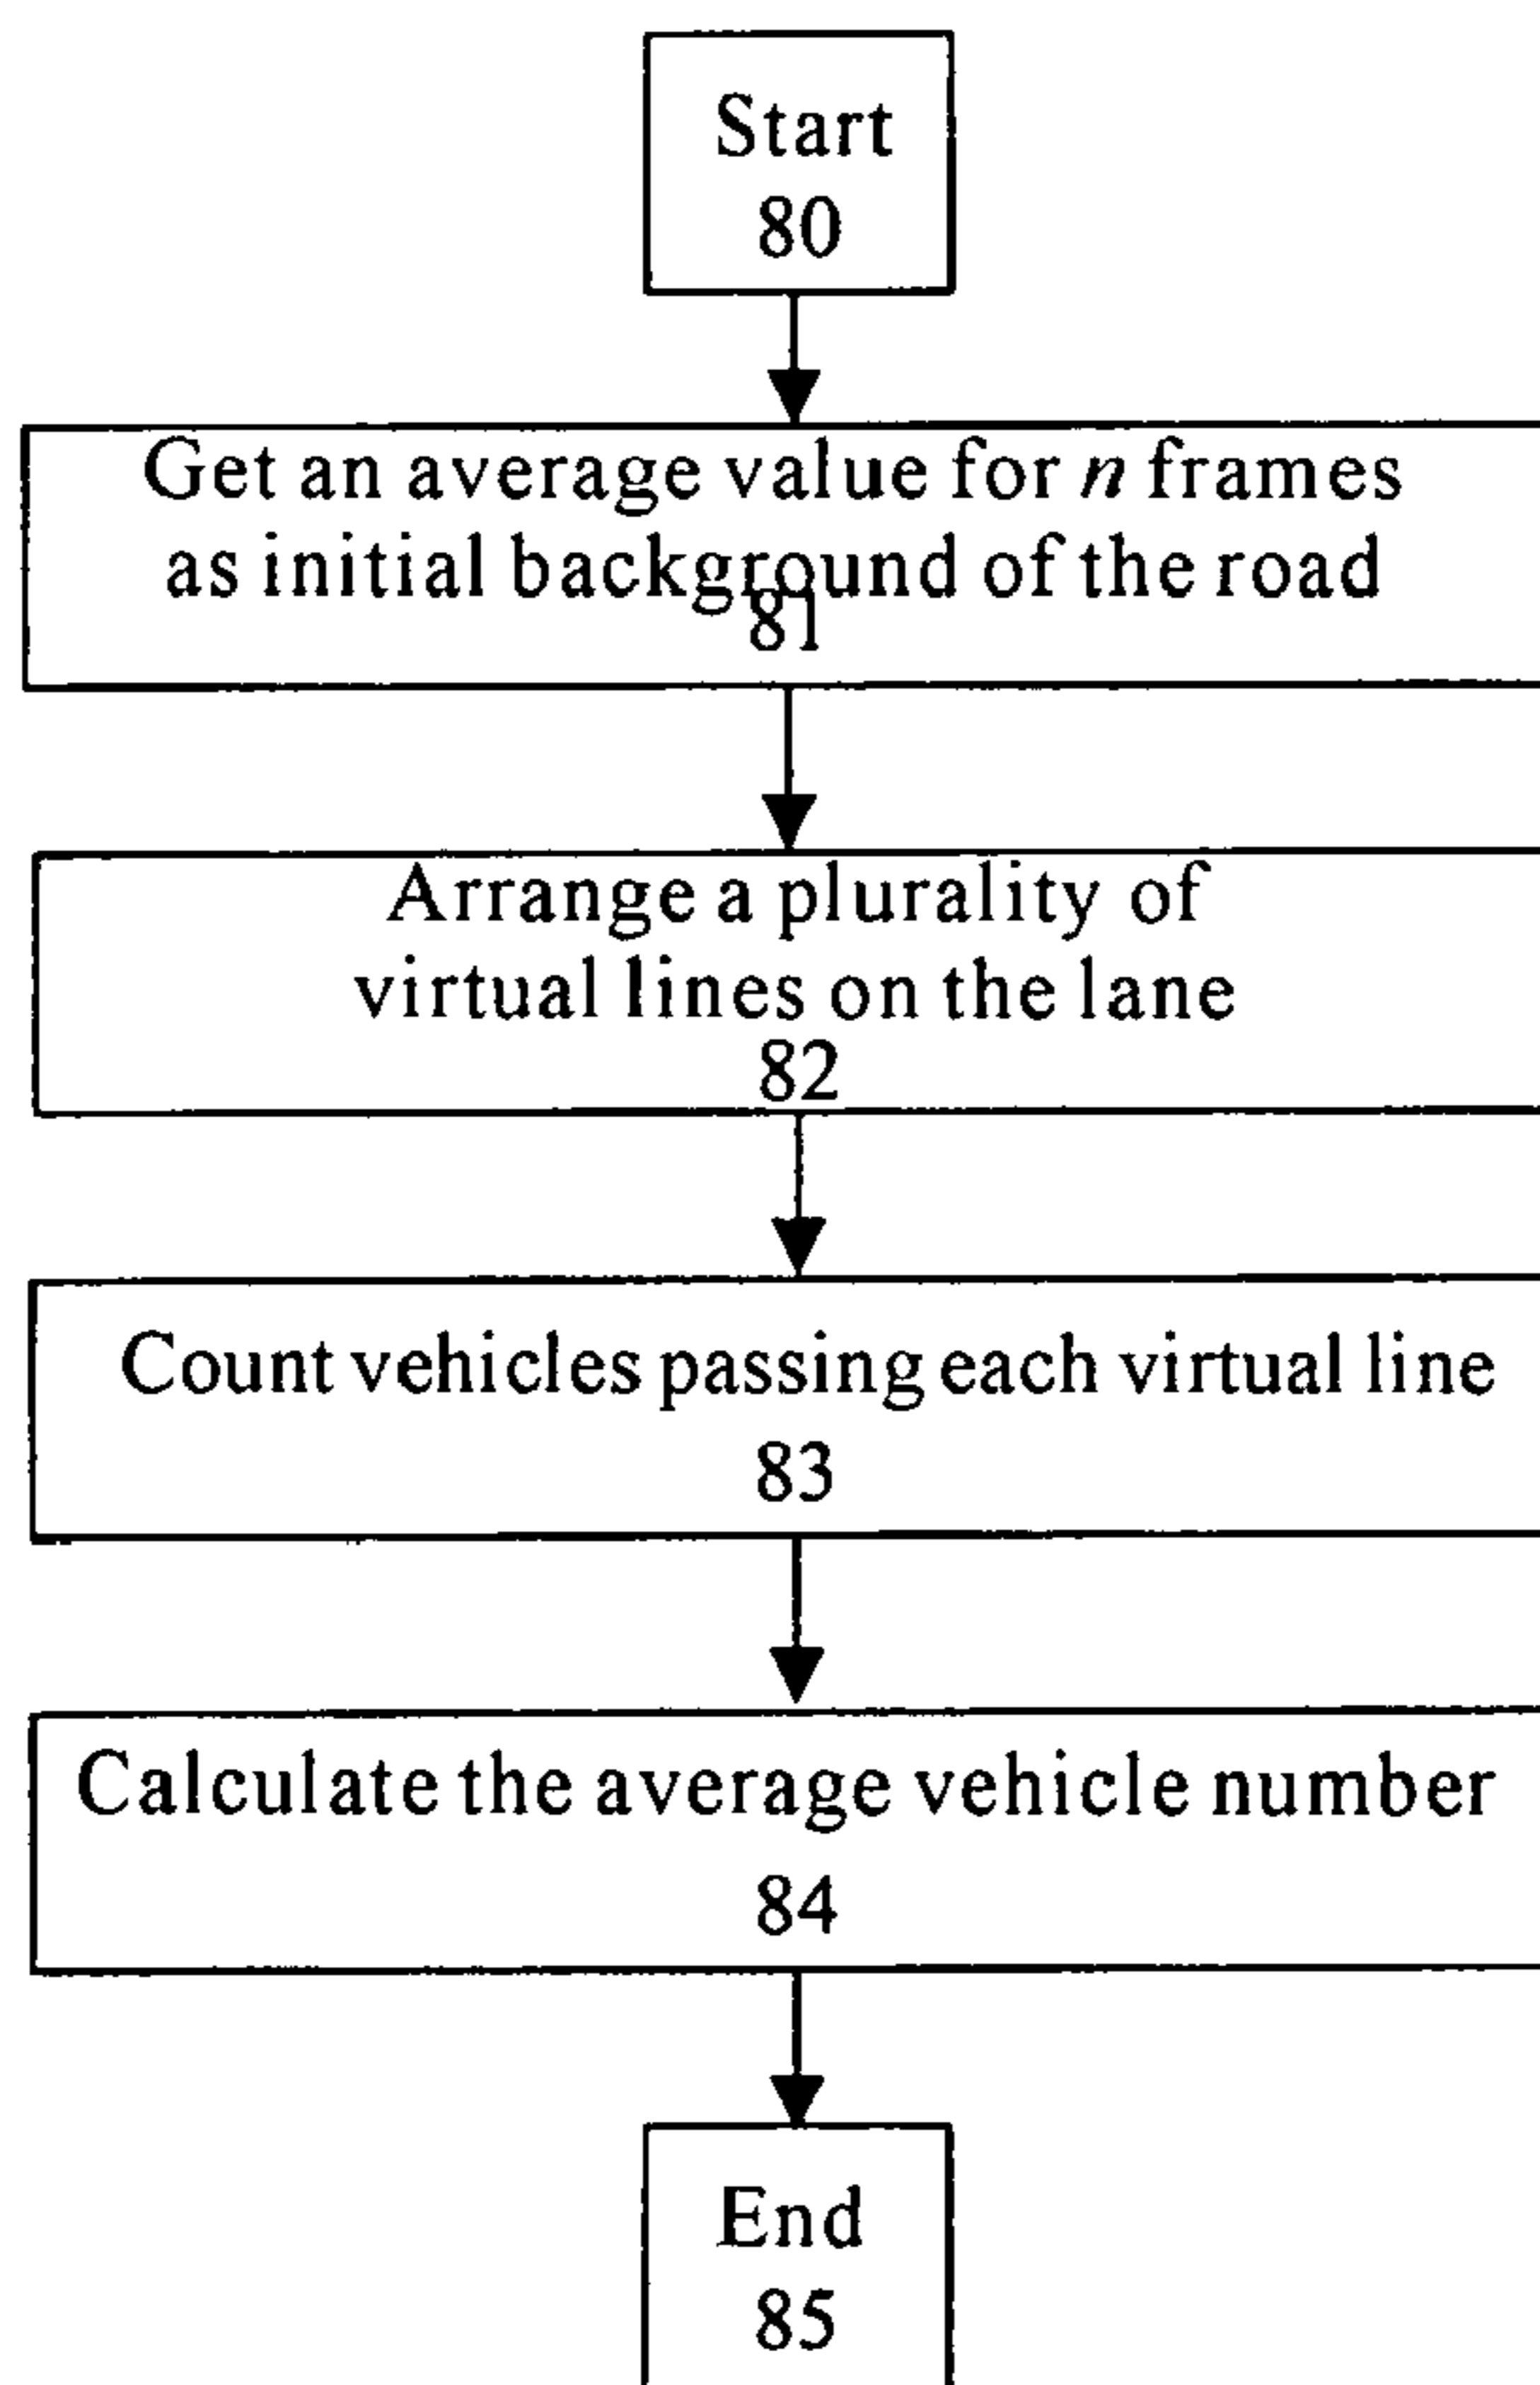 Start
80
Get an average value for n frames
as initial background of the road
81
Arrange a plurality of
virtual lines on the lane
82
Count vehicles passing each virtual line
83
Calculate the average vehicle number
84
End
85